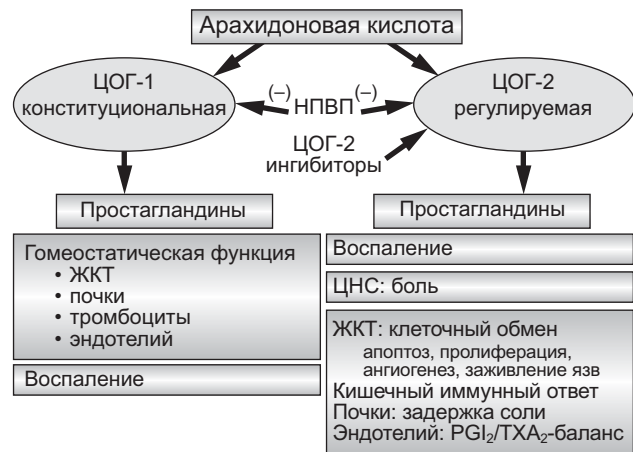 Арахидоновая кислота
ЦОГ-1
конституциональная
(–) НПВП (–)
ЦОГ-2
регулируемая
ЦОГ-2
ингибиторы
Простагландины
Простагландины
Гомеостатическая функция
• ЖКТ
• почки
• тромбоциты
• эндотелий
Воспаление
Воспаление
ЦНС: боль
ЖКТ: клеточный обмен
апоптоз, пролиферация,
ангиогенез, заживление язв
Кишечный иммунный ответ
Почки: задержка соли
Эндотелий: PGI₂/TXA₂-баланс